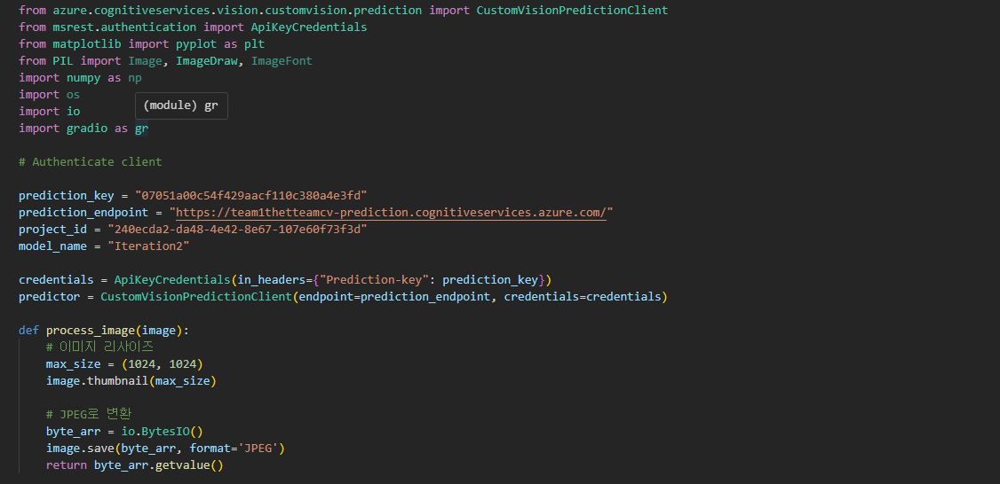 from azure.cognitiveservices.vision.customvision.prediction import CustomVisionPredictionClient
from msrest.authentication import ApiKeyCredentials
from matplotlib import pyplot as plt
from PIL import Image, ImageDraw, ImageFont
import numpy as np
import os
(module) gr
import io
import gradio as gr
# Authenticate client
prediction_key = "07051a00c54f429aacf110c380a4e3fd"
prediction_endpoint = "https://team1thetteamcv-prediction.cognitiveservices.azure.com/"
project_id = "240ecda2-da48-4e42-8e67-107e60f73f3d"
model_name = "Iteration2"
credentials = ApiKeyCredentials(in_headers={"Prediction-key": prediction_key})
predictor = CustomVisionPredictionClient(endpoint=prediction_endpoint, credentials=credentials)
def process_image(image):
    # 이미지 리사이즈
    max_size = (1024, 1024)
    image.thumbnail(max_size)
    # JPEG로 변환
    byte_arr = io.BytesIO()
    image.save(byte_arr, format='JPEG')
    return byte_arr.getvalue()